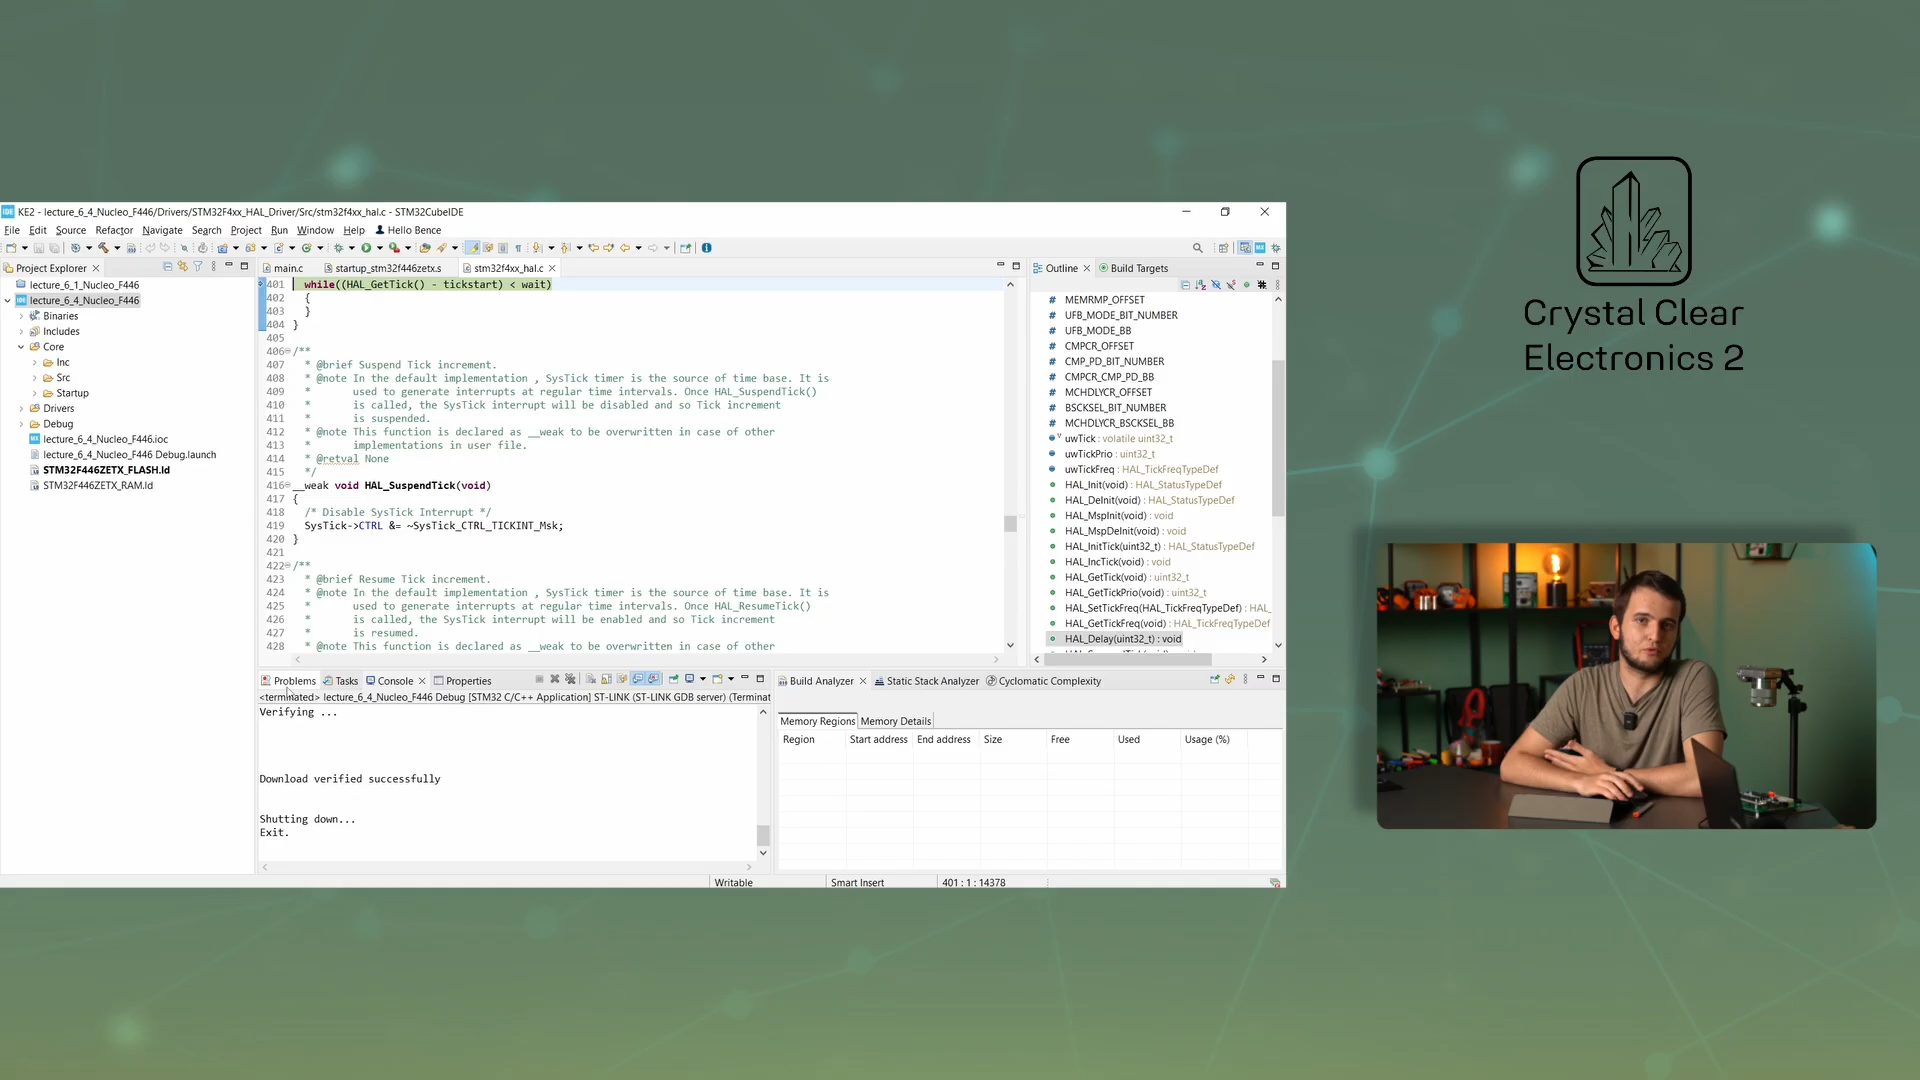 KE2 - lecture_6_4_Nucleo_F446/Drivers/STM32F4xx_HAL_Driver/Src/stm32f4xx_hal.c - STM32CubeIDE
File Edit Source Refactor Navigate Search Project Run Window Help Hello Bence
Project Explorer
lecture_6_1_Nucleo_F446
lecture_6_4_Nucleo_F446
Binaries
Includes
Core
Inc
Src
Startup
Drivers
Debug
lecture_6_4_Nucleo_F446.ioc
lecture_6_4_Nucleo_F446 Debug.launch
STM32F446ZETX_FLASH.ld
STM32F446ZETX_RAM.ld
main.c startup_stm32f446zetx.s stm32f4xx_hal.c
401 while((HAL_GetTick() - tickstart) < wait)
402 {
403 }
404 }
405
406 /**
407 * @brief Suspend Tick increment.
408 * @note In the default implementation , SysTick timer is the source of time base. It is
409 * used to generate interrupts at regular time intervals. Once HAL_SuspendTick()
410 * is called, the SysTick interrupt will be disabled and so Tick increment
411 * is suspended.
412 * @note This function is declared as __weak to be overwritten in case of other
413 * implementations in user file.
414 * @retval None
415 */
416 __weak void HAL_SuspendTick(void)
417 {
418 /* Disable SysTick Interrupt */
419 SysTick->CTRL &= ~SysTick_CTRL_TICKINT_Msk;
420 }
421
422 /**
423 * @brief Resume Tick increment.
424 * @note In the default implementation , SysTick timer is the source of time base. It is
425 * used to generate interrupts at regular time intervals. Once HAL_ResumeTick()
426 * is called, the SysTick interrupt will be enabled and so Tick increment
427 * is resumed.
428 * @note This function is declared as __weak to be overwritten in case of other
Outline Build Targets
MEMRMP_OFFSET
UFB_MODE_BIT_NUMBER
UFB_MODE_BB
CMPCR_OFFSET
CMP_PD_BIT_NUMBER
CMPCR_CMP_PD_BB
MCHDLYCR_OFFSET
BSCKSEL_BIT_NUMBER
MCHDLYCR_BSCKSEL_BB
uwTick : volatile uint32_t
uwTickPrio : uint32_t
uwTickFreq : HAL_TickFreqTypeDef
HAL_Init(void) : HAL_StatusTypeDef
HAL_DeInit(void) : HAL_StatusTypeDef
HAL_MspInit(void) : void
HAL_MspDeInit(void) : void
HAL_InitTick(uint32_t) : HAL_StatusTypeDef
HAL_IncTick(void) : void
HAL_GetTick(void) : uint32_t
HAL_GetTickPrio(void) : uint32_t
HAL_SetTickFreq(HAL_TickFreqTypeDef) : HAL_
HAL_GetTickFreq(void) : HAL_TickFreqTypeDef
HAL_Delay(uint32_t) : void
Problems Tasks Console Properties
<terminated> lecture_6_4_Nucleo_F446 Debug [STM32 C/C++ Application] ST-LINK (ST-LINK GDB server) (Terminat
Verifying ...
Download verified successfully
Shutting down...
Exit.
Build Analyzer Static Stack Analyzer Cyclomatic Complexity
Memory Regions Memory Details
Region Start address End address Size Free Used Usage (%)
Writable Smart Insert 401 : 1 : 14378
Crystal Clear
Electronics 2